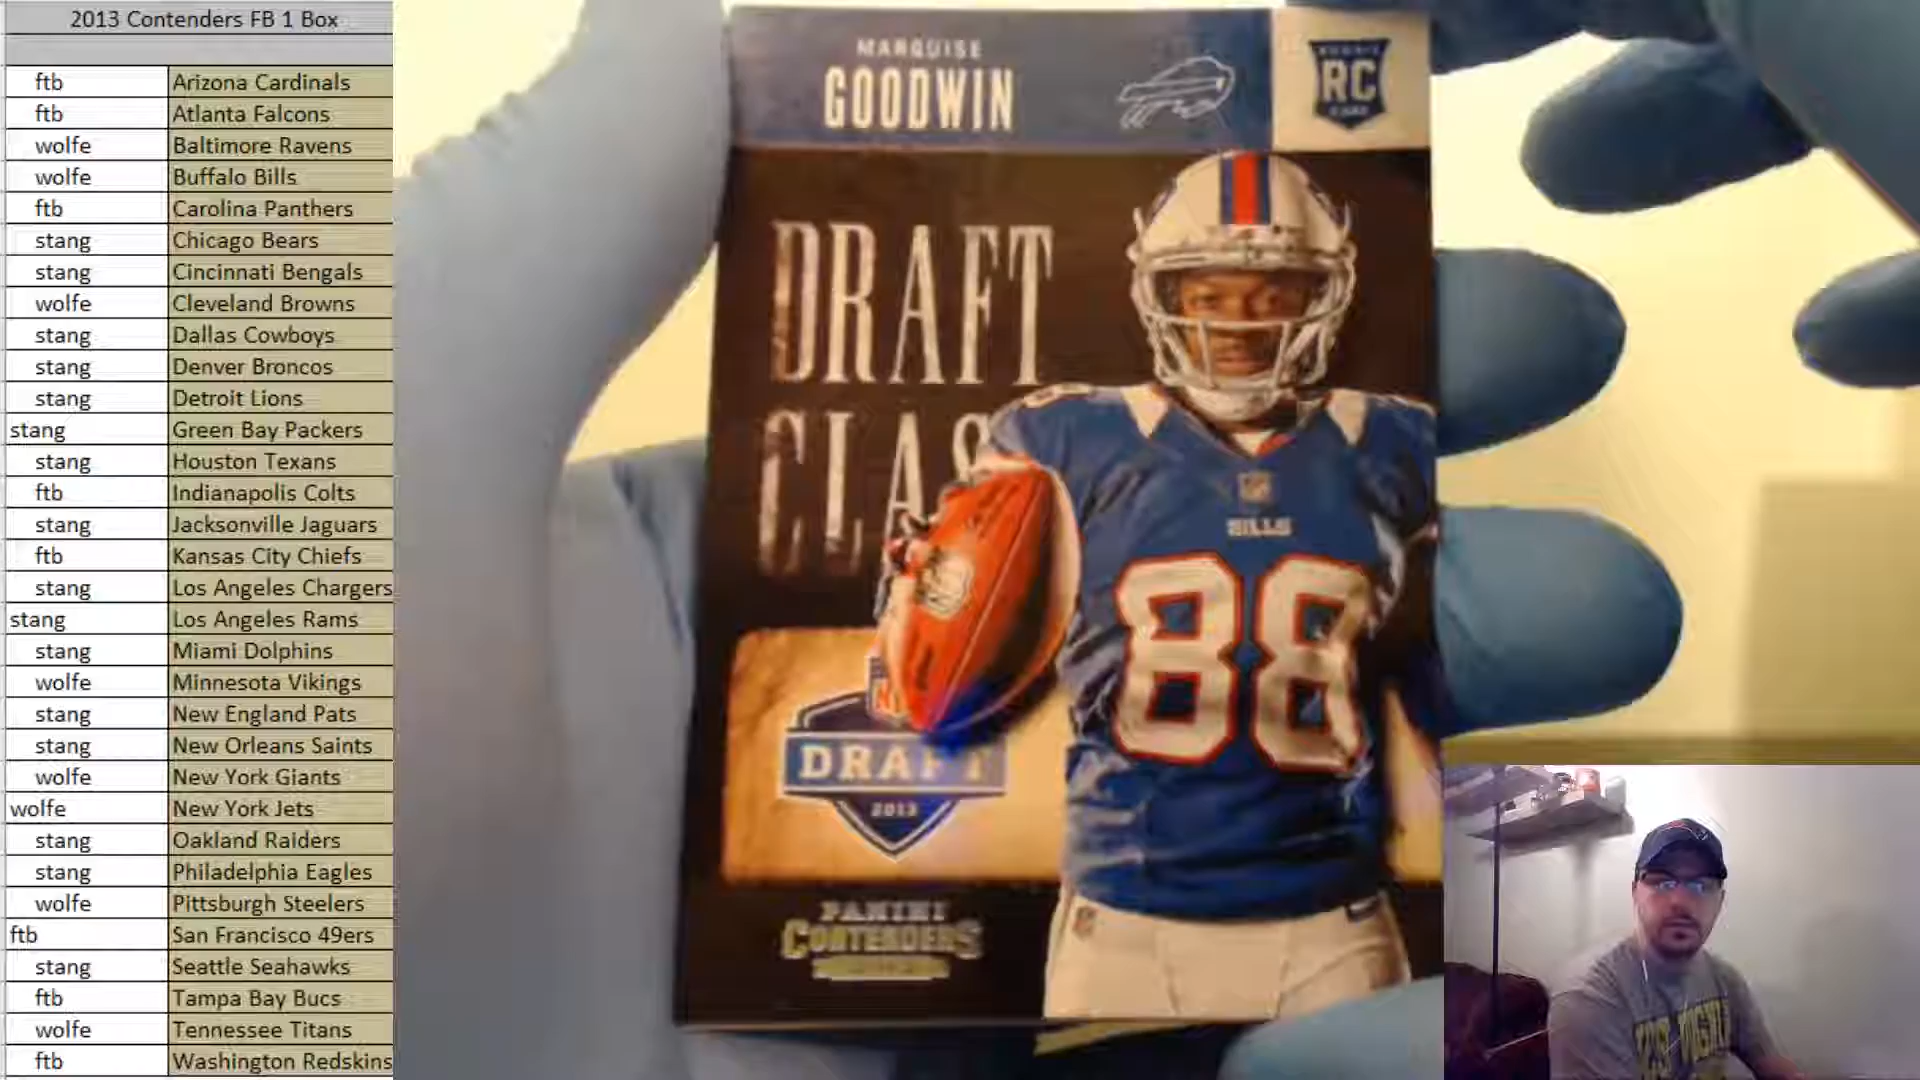 2013 Contenders FB 1 Box
ftb Arizona Cardinals
ftb Atlanta Falcons
wolfe Baltimore Ravens
wolfe Buffalo Bills
ftb Carolina Panthers
stang Chicago Bears
stang Cincinnati Bengals
wolfe Cleveland Browns
stang Dallas Cowboys
stang Denver Broncos
stang Detroit Lions
stang Green Bay Packers
stang Houston Texans
ftb Indianapolis Colts
stang Jacksonville Jaguars
ftb Kansas City Chiefs
stang Los Angeles Chargers
stang Los Angeles Rams
stang Miami Dolphins
wolfe Minnesota Vikings
stang New England Pats
stang New Orleans Saints
wolfe New York Giants
wolfe New York Jets
stang Oakland Raiders
stang Philadelphia Eagles
wolfe Pittsburgh Steelers
ftb San Francisco 49ers
stang Seattle Seahawks
ftb Tampa Bay Bucs
wolfe Tennessee Titans
ftb Washington Redskins
MARQUISE
GOODWIN
RC
DRAFT
CLAS
BILLS
88
DRAFT
2013
PANINI
CONTENDERS